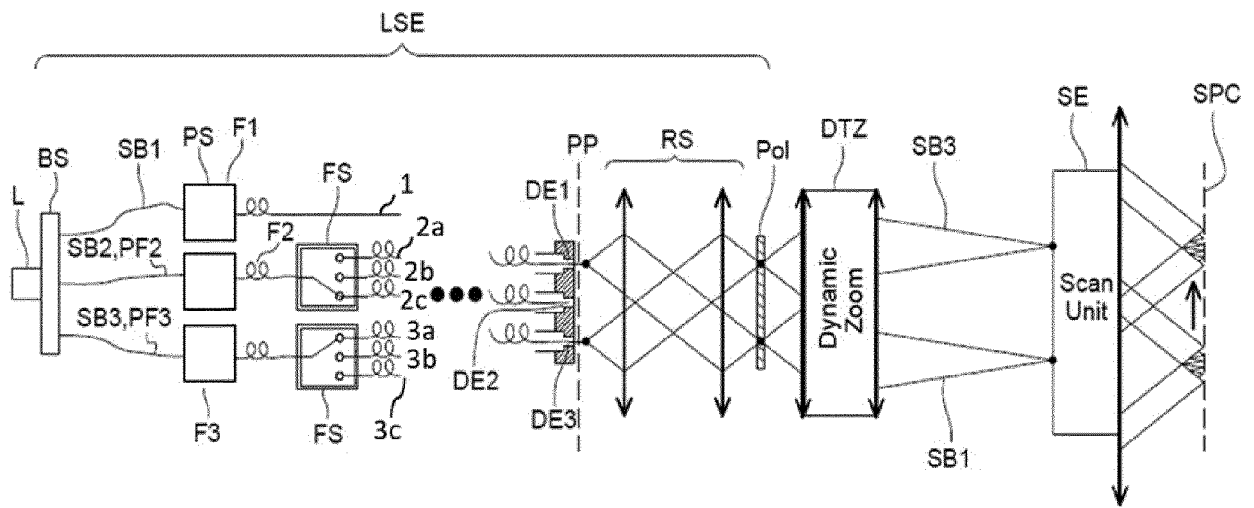 LSE
L
BS
SB1
PS
F1
FS
1
SB2,PF2
F2
2a
2b
2c
SB3,PF3
3a
3b
3c
F3
FS
DE1
DE2
DE3
PP
RS
Pol
DTZ
Dynamic
Zoom
SB3
SB1
SE
Scan
Unit
SPC